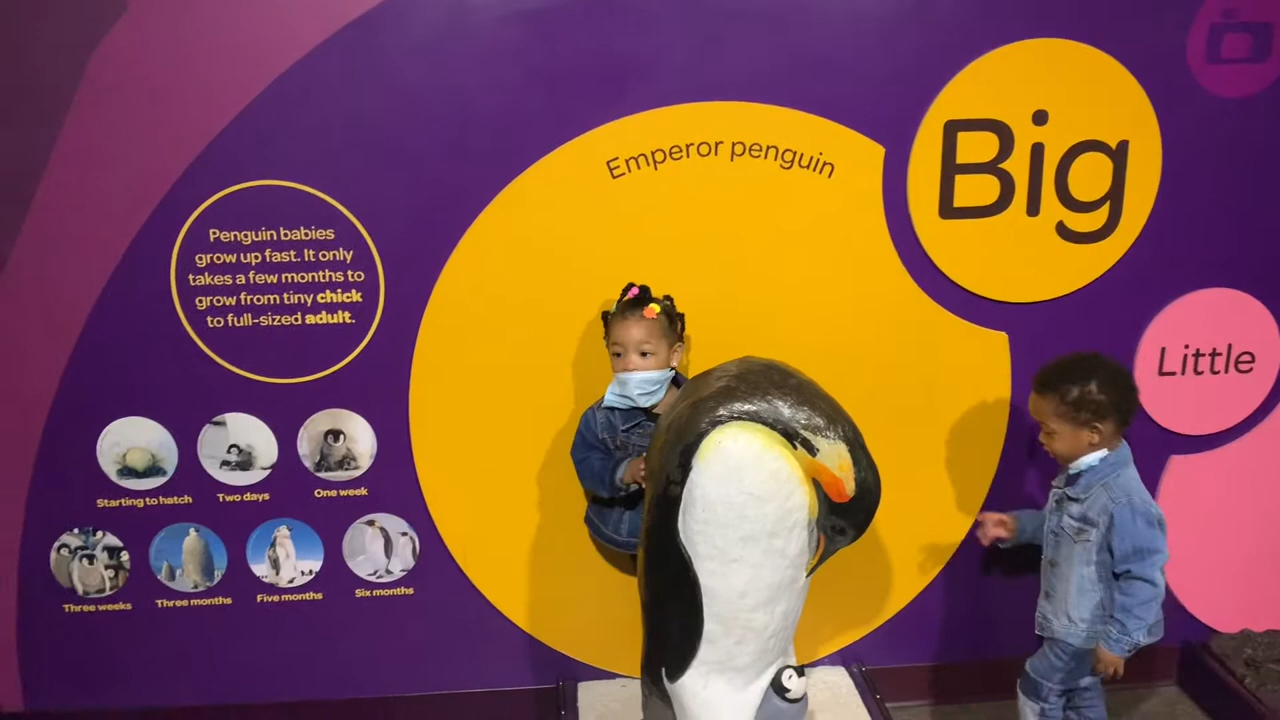 Penguin babies
grow up fast. It only
takes a few months to
grow from tiny chick
to full-sized adult.
Starting to hatch
Two days
One week
Three weeks
Three months
Five months
Six months
Emperor penguin
Big
Little